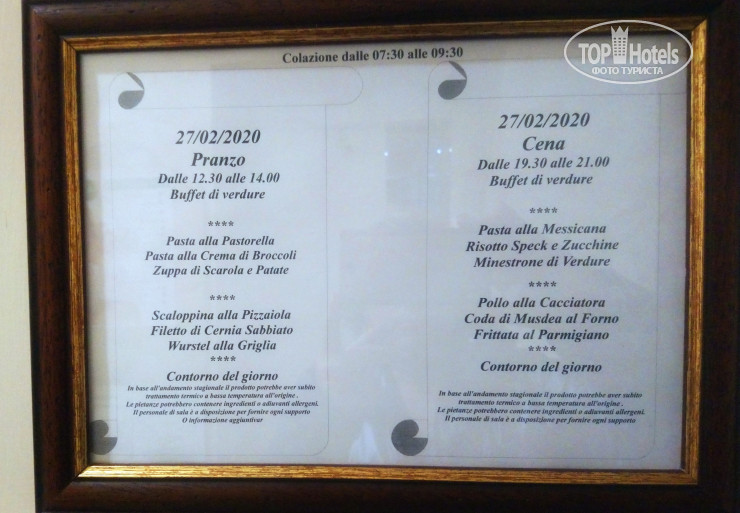 TOP Hotels
ФОТО ТУРИСТА
Colazione dalle 07:30 alle 09:30
27/02/2020
Pranzo
Dalle 12.30 alle 14.00
Buffet di verdure
****
Pasta alla Pastorella
Pasta alla Crema di Broccoli
Zuppa di Scarola e Patate
****
Scaloppina alla Pizzaiola
Filetto di Cernia Sabbiato
Wurstel alla Griglia
****
Contorno del giorno
In base all'andamento stagionale il prodotto potrebbe aver subito
trattamento termico a bassa temperatura all'origine .
Le pietanze potrebbero contenere ingredienti o adiuvanti allergeni.
Il personale di sala è a disposizione per fornire ogni supporto
O informazione aggiuntivar
27/02/2020
Cena
Dalle 19.30 alle 21.00
Buffet di verdure
****
Pasta alla Messicana
Risotto Speck e Zucchine
Minestrone di Verdure
****
Pollo alla Cacciatora
Coda di Musdea al Forno
Frittata al Parmigiano
****
Contorno del giorno
In base all'andamento stagionale il prodotto potrebbe aver subito
trattamento termico a bassa temperatura all'origine .
Le pietanze potrebbero contenere ingredienti o adiuvanti allergeni.
Il personale di sala è a disposizione per fornire ogni supporto